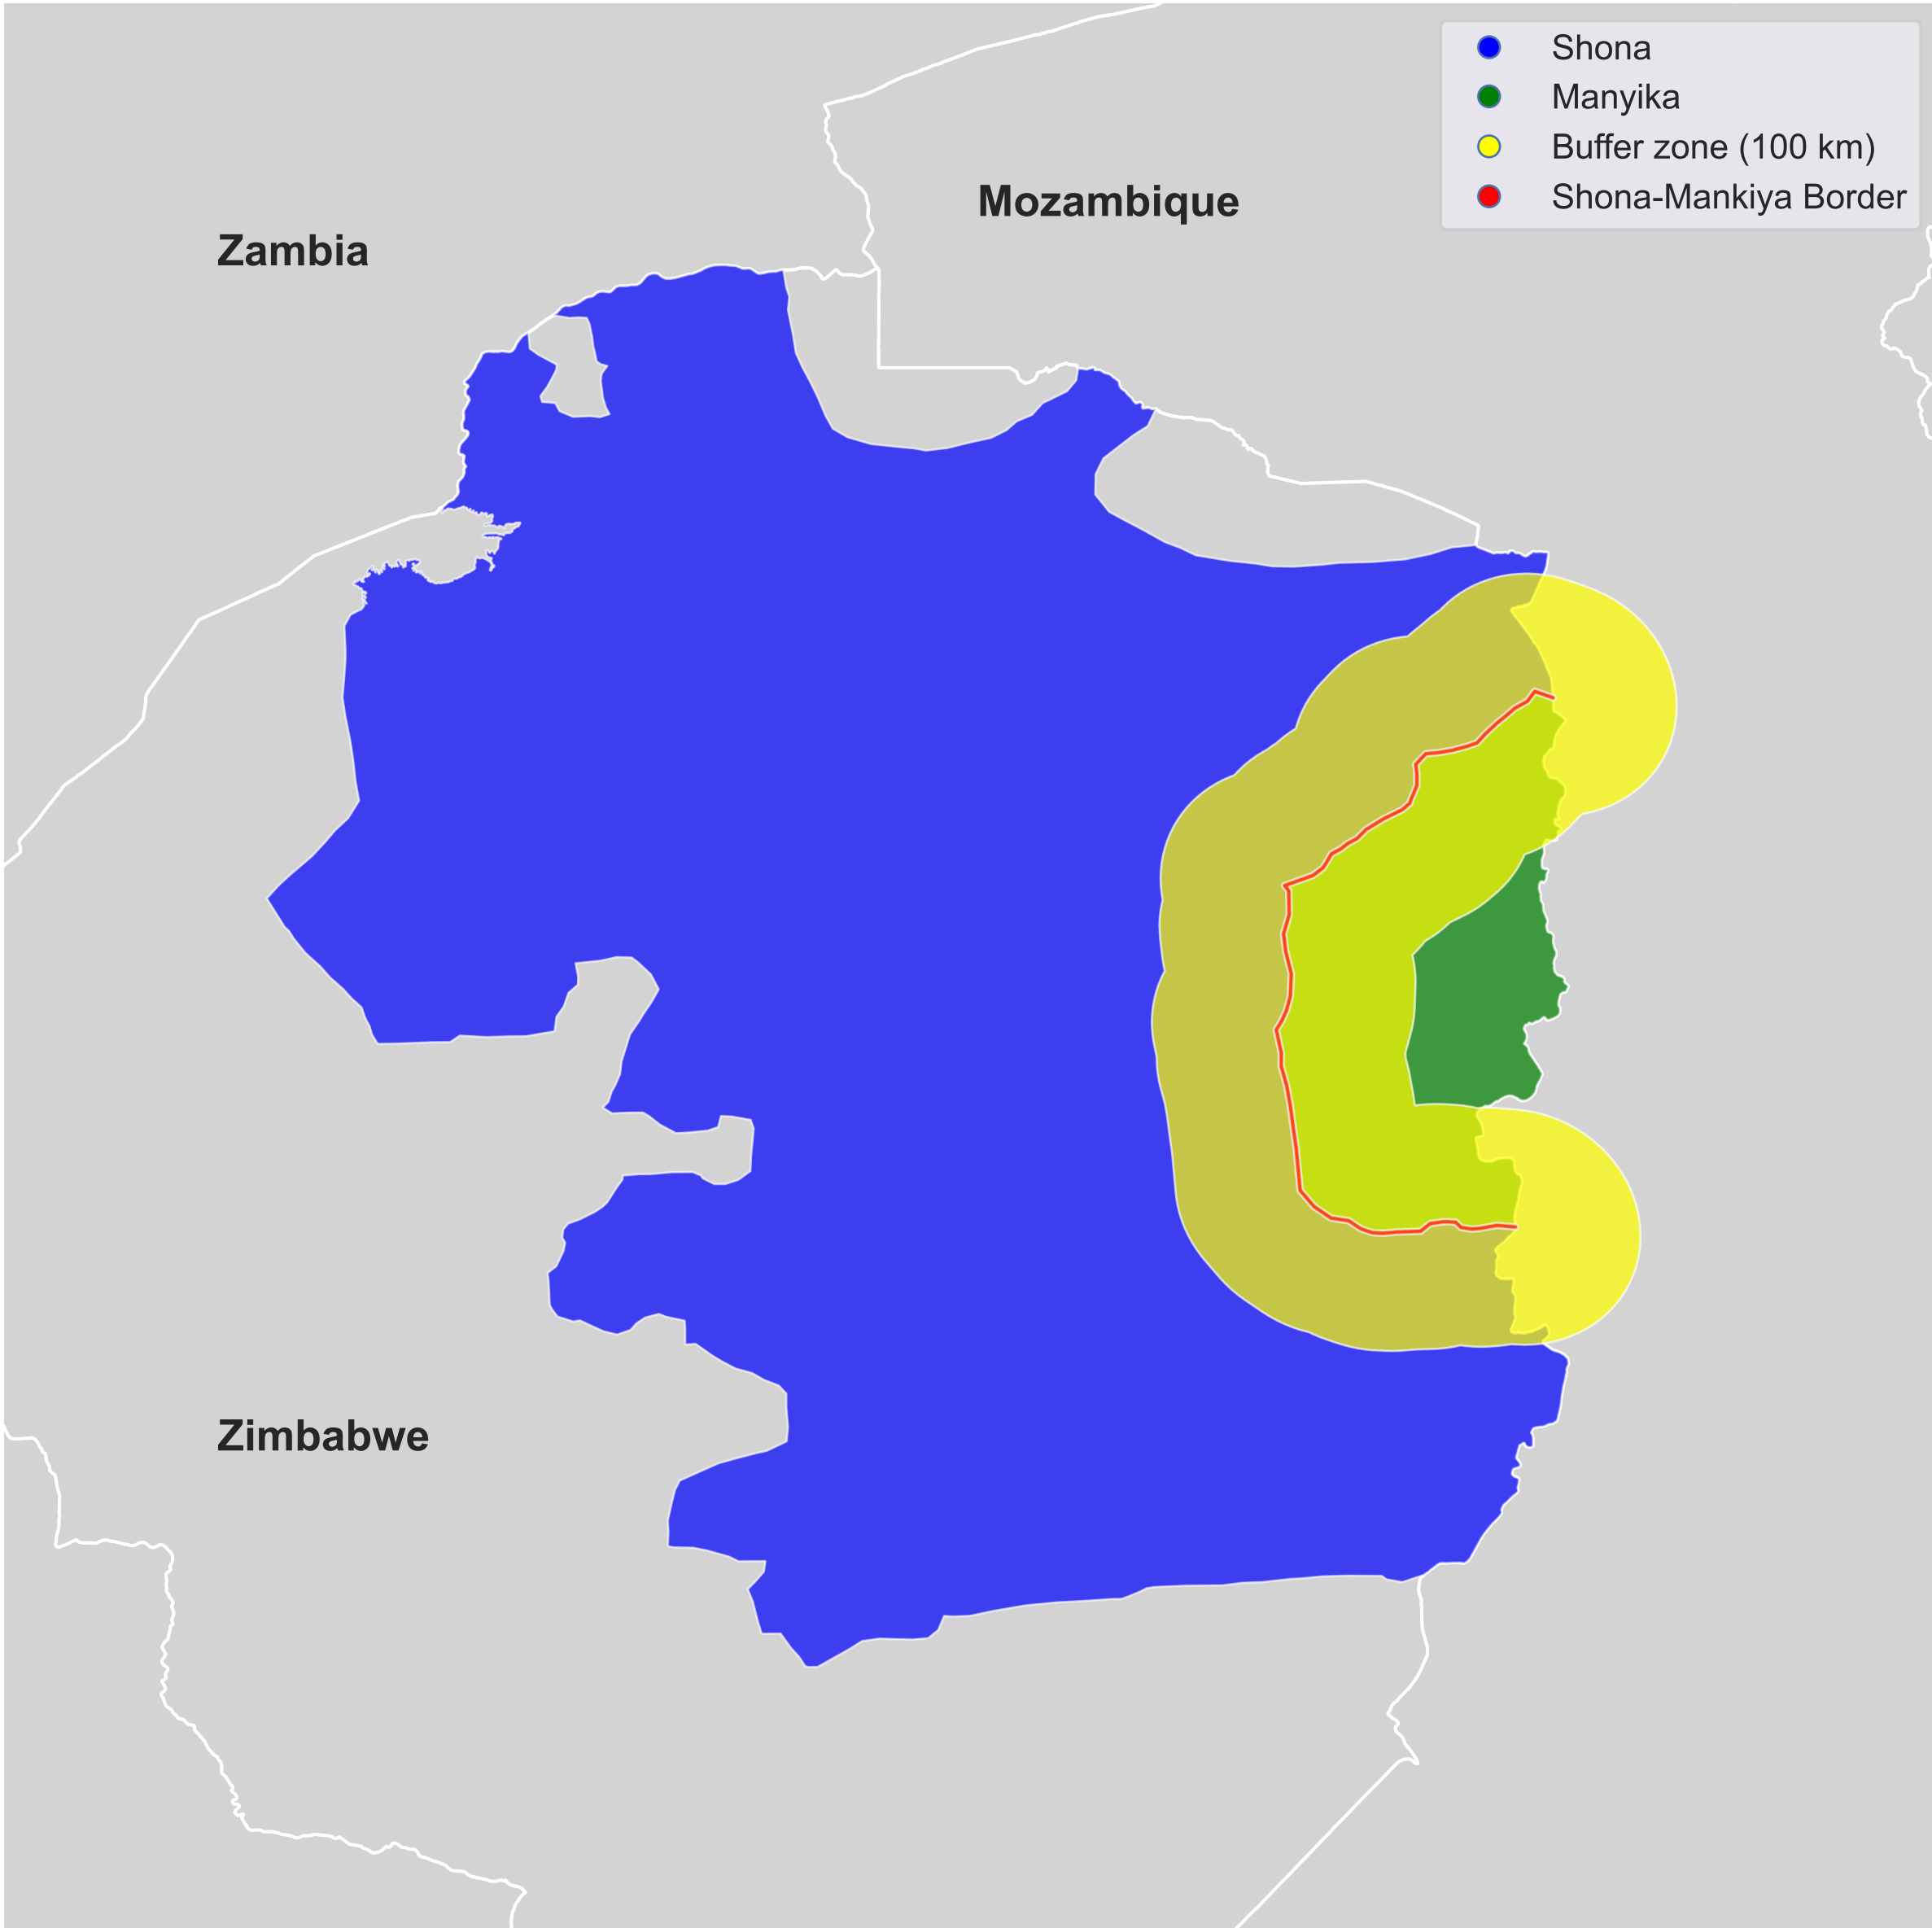 Shona
Manyika
Buffer zone (100 km)
Shona-Mankiya Border
Mozambique
Zambia
Zimbabwe